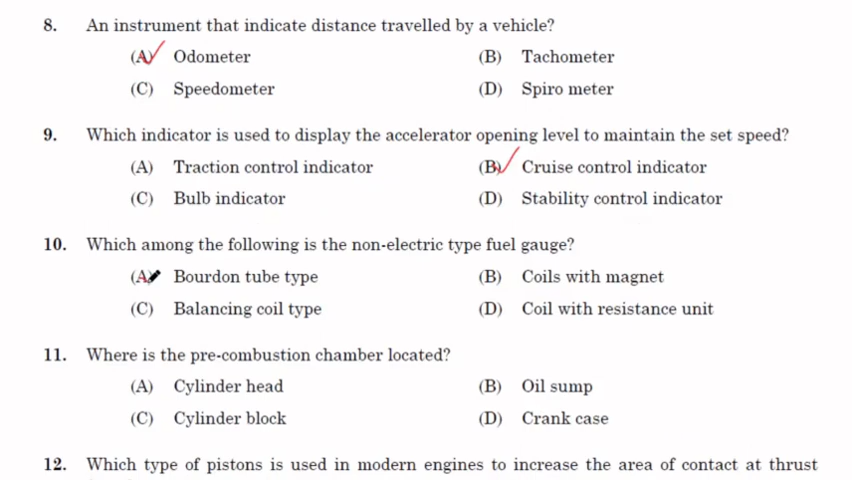 8. An instrument that indicate distance travelled by a vehicle?
(A) Odometer (B) Tachometer
(C) Speedometer (D) Spiro meter
9. Which indicator is used to display the accelerator opening level to maintain the set speed?
(A) Traction control indicator (B) Cruise control indicator
(C) Bulb indicator (D) Stability control indicator
10. Which among the following is the non-electric type fuel gauge?
(A) Bourdon tube type (B) Coils with magnet
(C) Balancing coil type (D) Coil with resistance unit
11. Where is the pre-combustion chamber located?
(A) Cylinder head (B) Oil sump
(C) Cylinder block (D) Crank case
12. Which type of pistons is used in modern engines to increase the area of contact at thrust